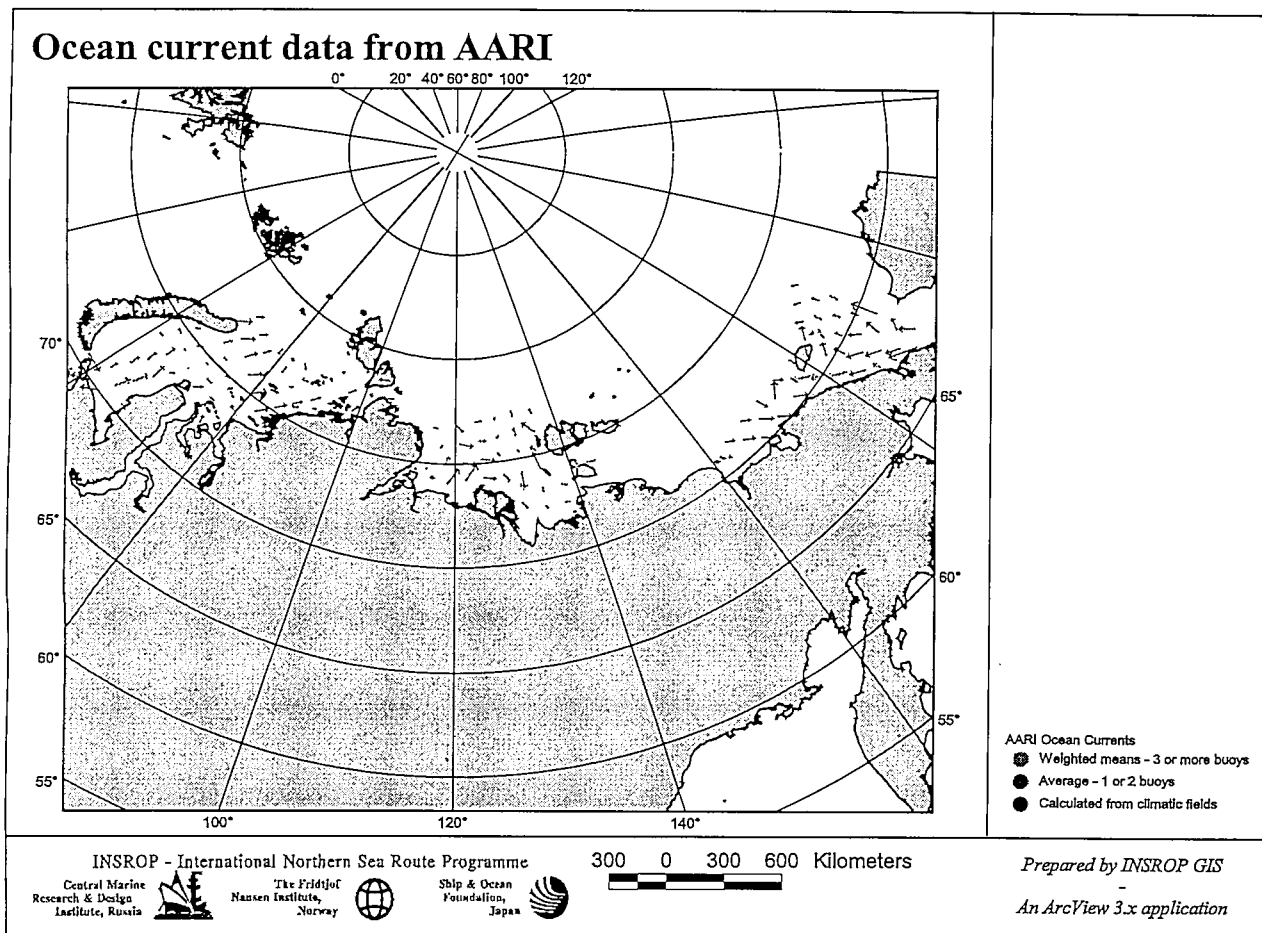 Ocean current data from AARI
0° 20° 40° 60° 80° 100° 120°
70°
65°
65°
60°
60°
55°
55°
100° 120° 140°
AARI Ocean Currents
Weighted means - 3 or more buoys
Average - 1 or 2 buoys
Calculated from climatic fields
INSROP - International Northern Sea Route Programme
Central Marine
Research & Design
Institute, Russia
The Fridtjof
Nansen Institute,
Norway
Ship & Ocean
Foundation,
Japan
300 0 300 600 Kilometers
Prepared by INSROP GIS
-
An ArcView 3.x application